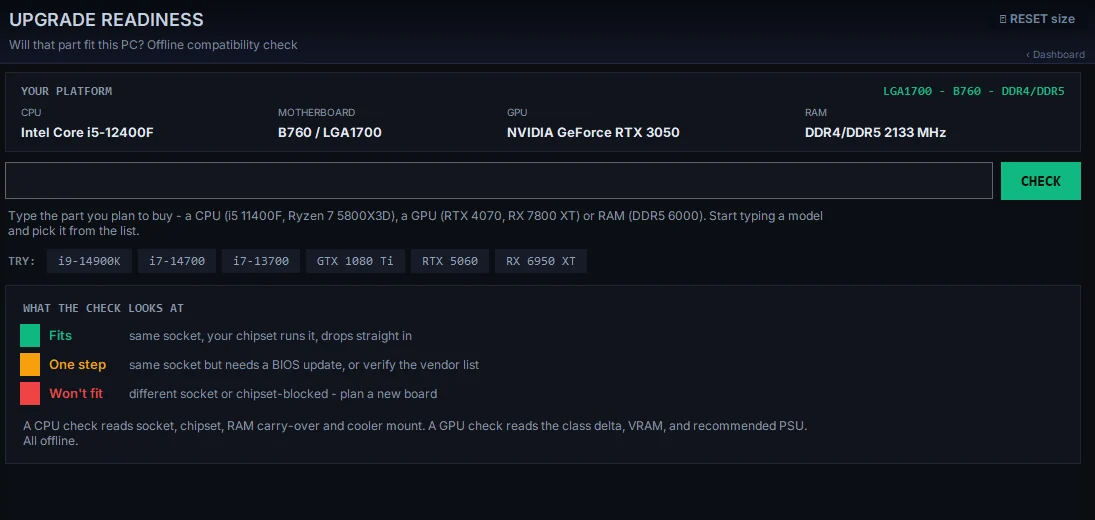 UPGRADE READINESS
RESET size
Will that part fit this PC? Offline compatibility check
‹ Dashboard
YOUR PLATFORM
LGA1700 - B760 - DDR4/DDR5
CPU
MOTHERBOARD
GPU
RAM
Intel Core i5-12400F
B760 / LGA1700
NVIDIA GeForce RTX 3050
DDR4/DDR5 2133 MHz
CHECK
Type the part you plan to buy - a CPU (i5 11400F, Ryzen 7 5800X3D), a GPU (RTX 4070, RX 7800 XT) or RAM (DDR5 6000). Start typing a model
and pick it from the list.
TRY: i9-14900K i7-14700 i7-13700 GTX 1080 Ti RTX 5060 RX 6950 XT
WHAT THE CHECK LOOKS AT
Fits same socket, your chipset runs it, drops straight in
One step same socket but needs a BIOS update, or verify the vendor list
Won't fit different socket or chipset-blocked - plan a new board
A CPU check reads socket, chipset, RAM carry-over and cooler mount. A GPU check reads the class delta, VRAM, and recommended PSU.
All offline.